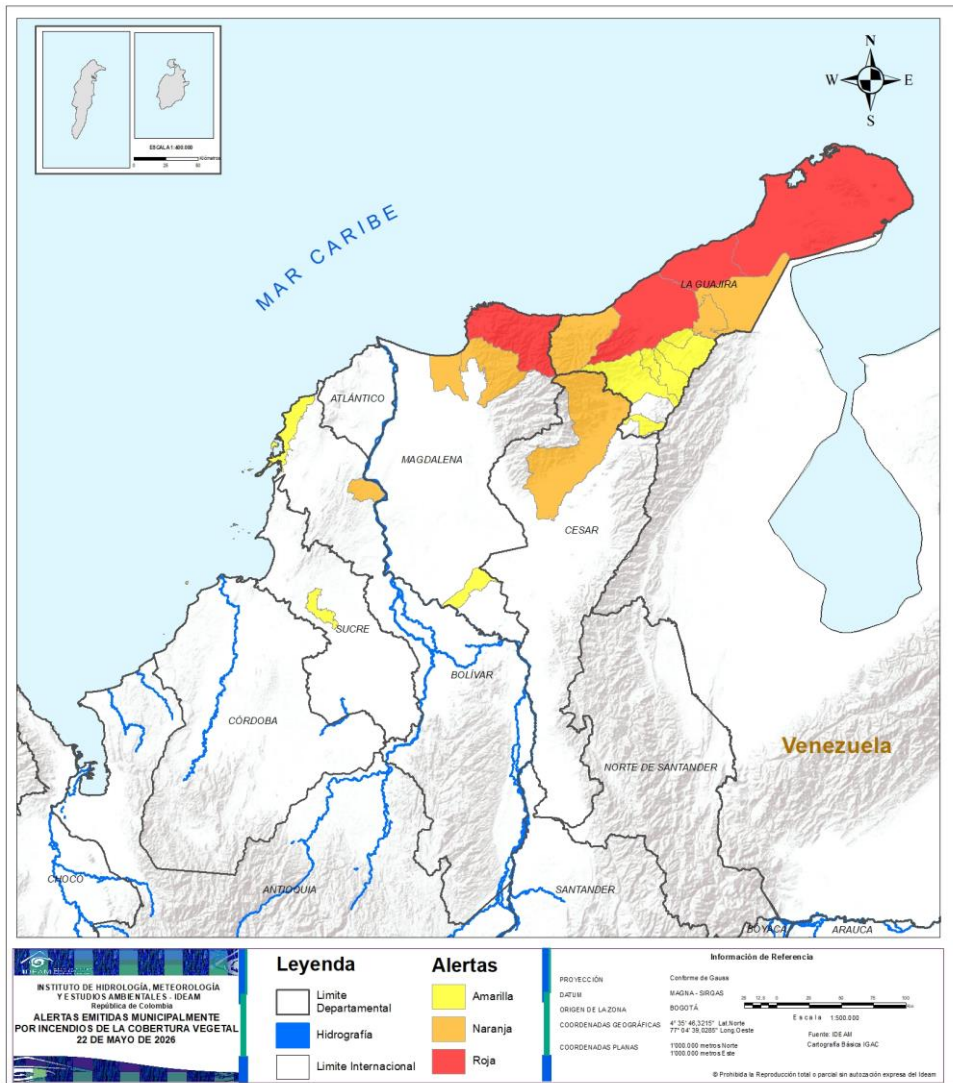 N
W E
S
ESCALA 1:400.000
MAR CARIBE
LA GUAJIRA
ATLÁNTICO
MAGDALENA
CESAR
SUCRE
BOLÍVAR
CÓRDOBA
Venezuela
NORTE DE SANTANDER
CHOCÓ
ANTIOQUIA
SANTANDER
BOYACÁ
ARAUCA
IDEAM
INSTITUTO DE HIDROLOGÍA, METEOROLOGÍA
Y ESTUDIOS AMBIENTALES - IDEAM
República de Colombia
ALERTAS EMITIDAS MUNICIPALMENTE
POR INCENDIOS DE LA COBERTURA VEGETAL
22 DE MAYO DE 2026
Leyenda
Limite
Departamental
Hidrografía
Limite Internacional
Alertas
Amarilla
Naranja
Roja
Información de Referencia
PROYECCIÓN Conforme de Gauss
DATUM MAGNA - SIRGAS
ORIGEN DE LA ZONA BOGOTÁ
COORDENADAS GEOGRÁFICAS 4° 35' 46,3215" Lat.Norte
77° 04' 39,0285" Long.Oeste
COORDENADAS PLANAS 1'000.000 metros Norte
1'000.000 metros Este
Escala 1:500.000
Fuente: IDEAM
Cartografía Básica IGAC
© Prohibida la Reproducción total o parcial sin autozación expresa del Ideam